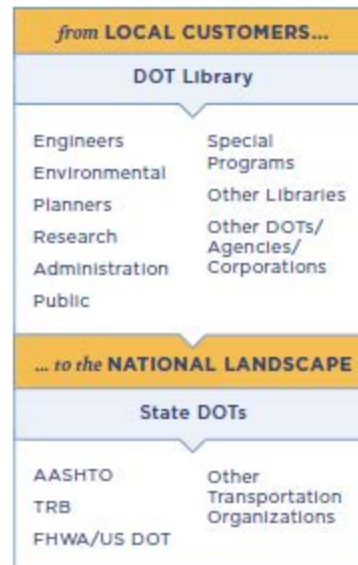 from LOCAL CUSTOMERS...
DOT Library
Engineers
Environmental
Planners
Research
Administration
Public
Special
Programs
Other Libraries
Other DOTs/
Agencies/
Corporations
... to the NATIONAL LANDSCAPE
State DOTs
AASHTO
TRB
FHWA/US DOT
Other
Transportation
Organizations